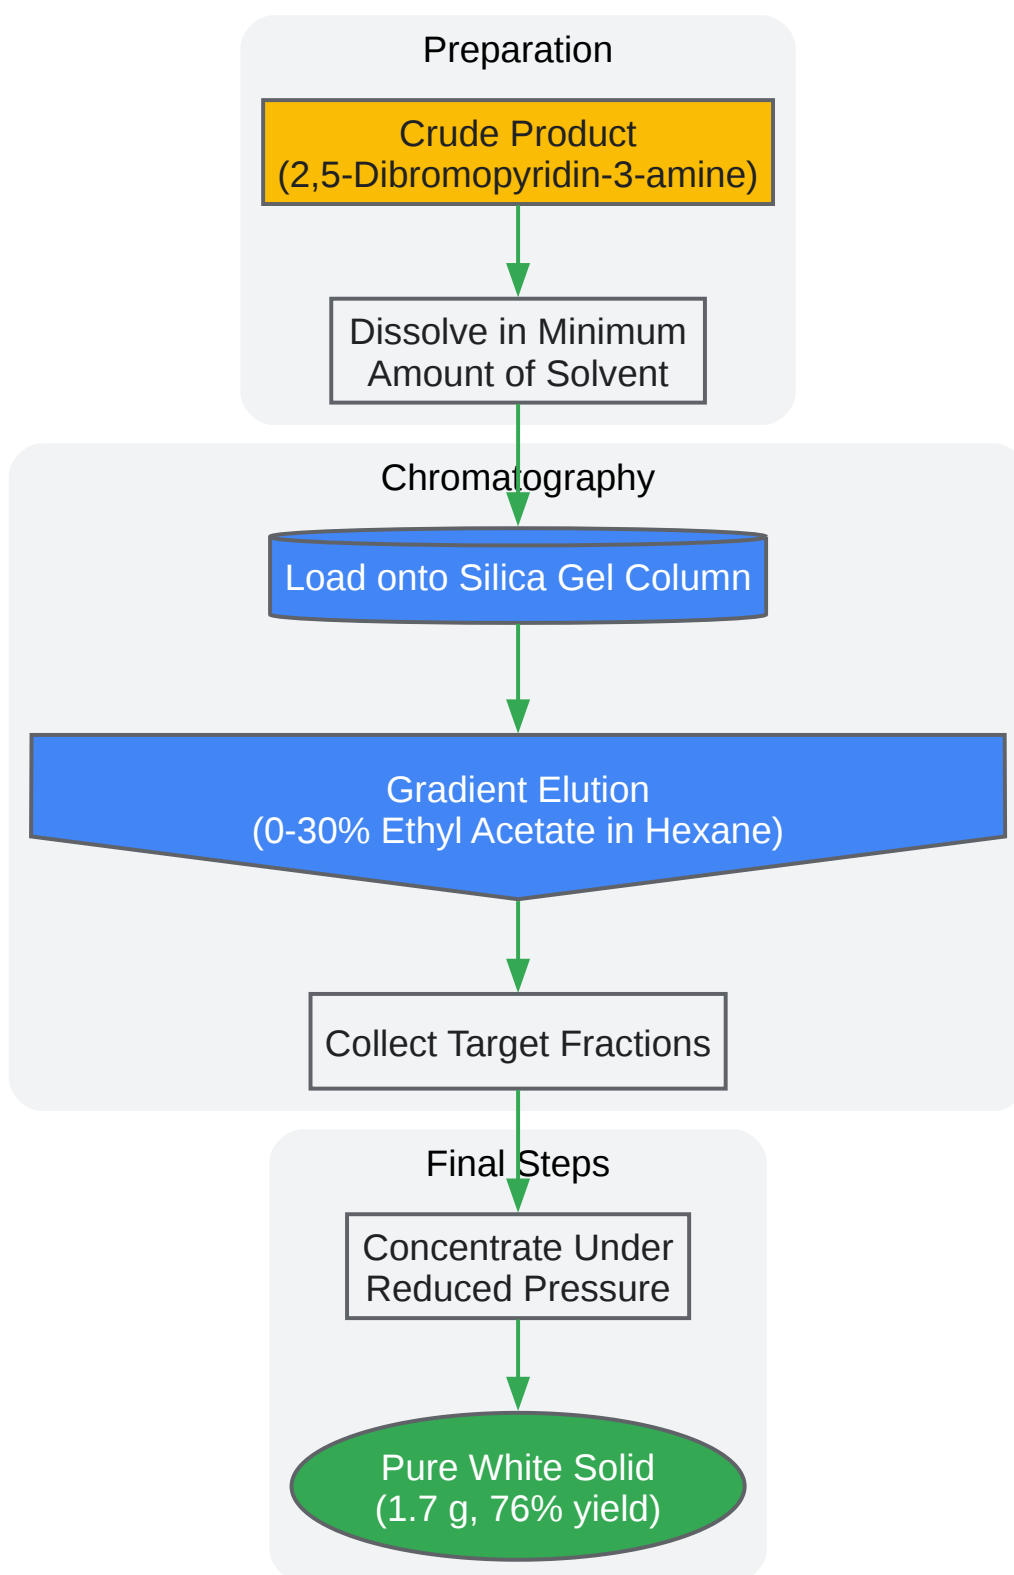 Preparation
Crude Product
(2,5-Dibromopyridin-3-amine)
Dissolve in Minimum
Amount of Solvent
Chromatography
Load onto Silica Gel Column
Gradient Elution
(0-30% Ethyl Acetate in Hexane)
Collect Target Fractions
Final Steps
Concentrate Under
Reduced Pressure
Pure White Solid
(1.7 g, 76% yield)